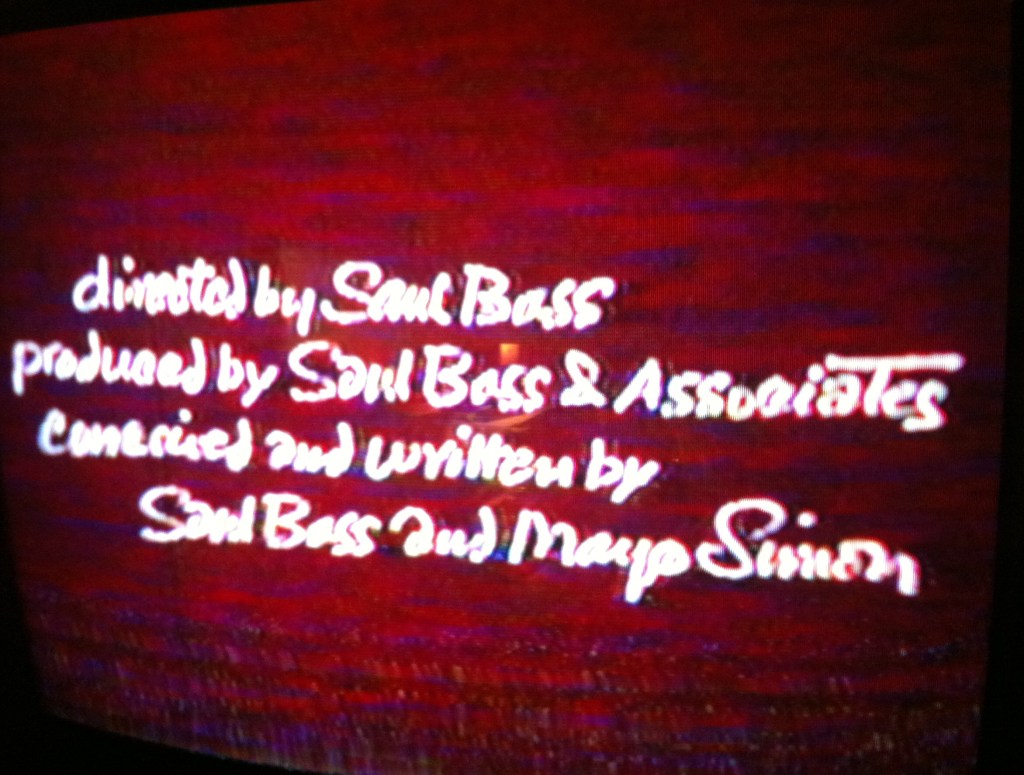 directed by Saul Bass
produced by Saul Bass & Associates
conceived and written by
Saul Bass and Mayo Simon